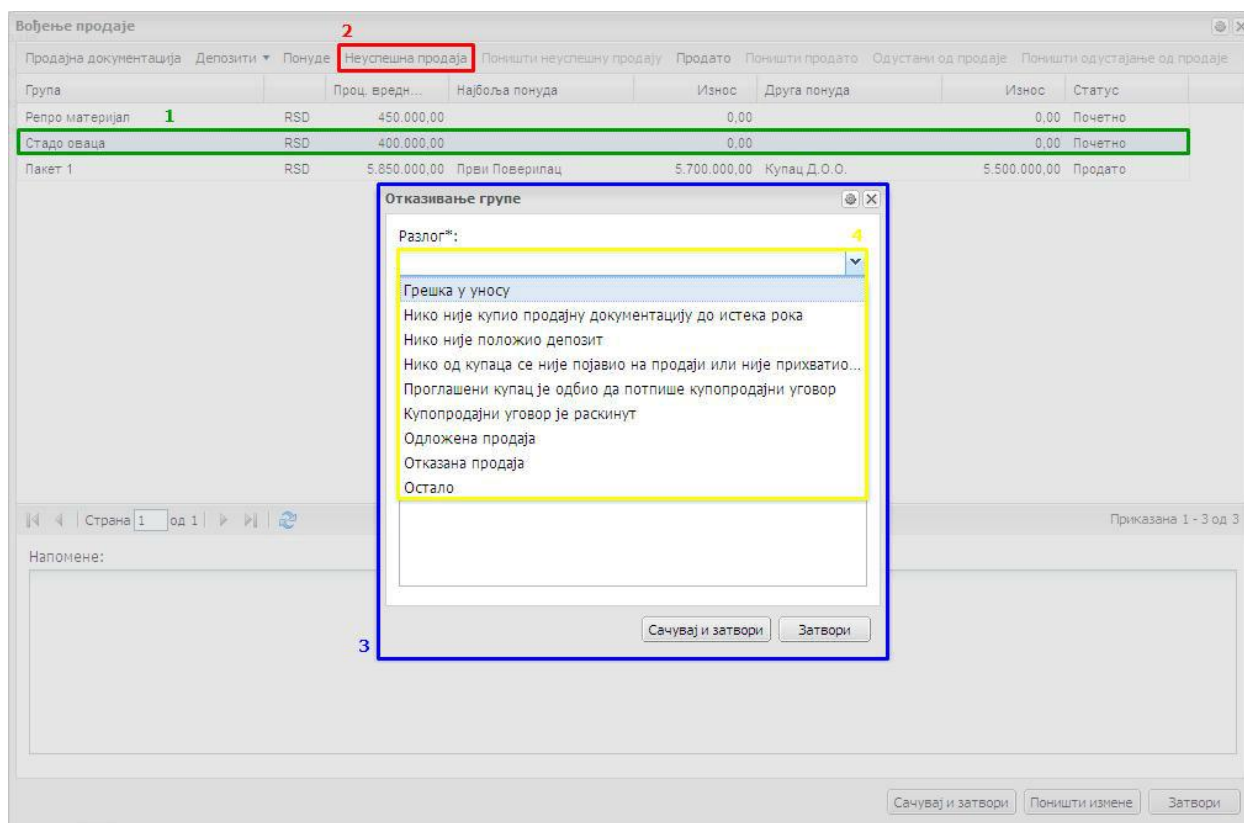 Вођење продаје
2
Продајна документација Депозити Понуде Неуспешна продаја Поништи неуспешну продају Продато Поништи продато Одустани од продаје Поништи одустајање од продаје
Група Проц. вредн... Најбоља понуда Износ Друга понуда Износ Статус
Репро материјал 1 RSD 450.000,00 0,00 0,00 Почетно
Стадо оваца RSD 400.000,00 0,00 0,00 Почетно
Пакет 1 RSD 5.850.000,00 Први Поверилац 5.700.000,00 Купац Д.О.О. 5.500.000,00 Продато
Отказивање групе
Разлог*: 4
Грешка у уносу
Нико није купио продајну документацију до истека рока
Нико није положио депозит
Нико од купаца се није појавио на продаји или није прихватио...
Проглашени купац је одбио да потпише купопродајни уговор
Купопродајни уговор је раскинут
Одложена продаја
Отказана продаја
Остало
Страна 1 од 1 Приказана 1 - 3 од 3
Напомене:
Сачувај и затвори Затвори
3
Сачувај и затвори Поништи измене Затвори